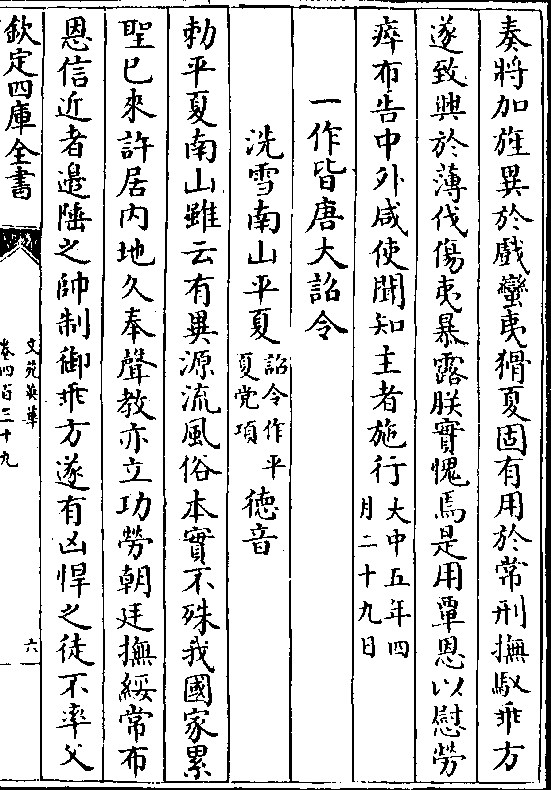 奏將加旌異於戲蠻夷猾夏固有用於常刑撫馭乖方
遂致興於薄伐傷夷暴露朕實愧焉是用覃恩以慰勞
瘁布告中外咸使聞知主者施行大中五年四月二十九日
一作皆唐大詔令
洗雪南山平夏詔令作平夏党項德音
勅平夏南山雖云有異源流風俗本實不殊我國家累
聖已來許居内地久奉聲教亦立功勞朝廷撫綏常布
恩信近者邉陲之帥制御乖方遂有凶悍之徒不率父
欽定四庫全書
文苑英華
卷四百三十九
六